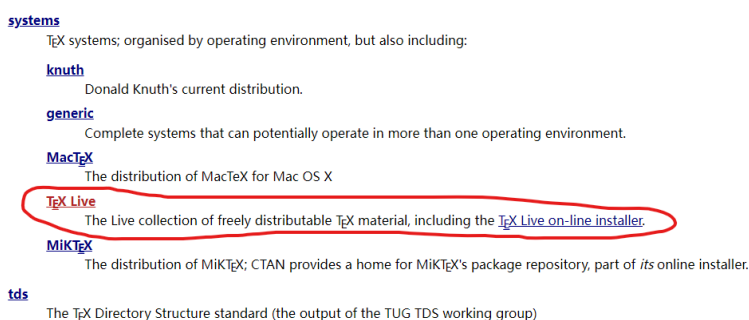 systems
TEX systems; organised by operating environment, but also including:
knuth
Donald Knuth's current distribution.
generic
Complete systems that can potentially operate in more than one operating environment.
MacTEX
The distribution of MacTeX for Mac OS X
TEX Live
The Live collection of freely distributable TEX material, including the TEX Live on-line installer.
MiKTEX
The distribution of MiKTEX; CTAN provides a home for MiKTEX's package repository, part of its online installer.
tds
The TEX Directory Structure standard (the output of the TUG TDS working group)